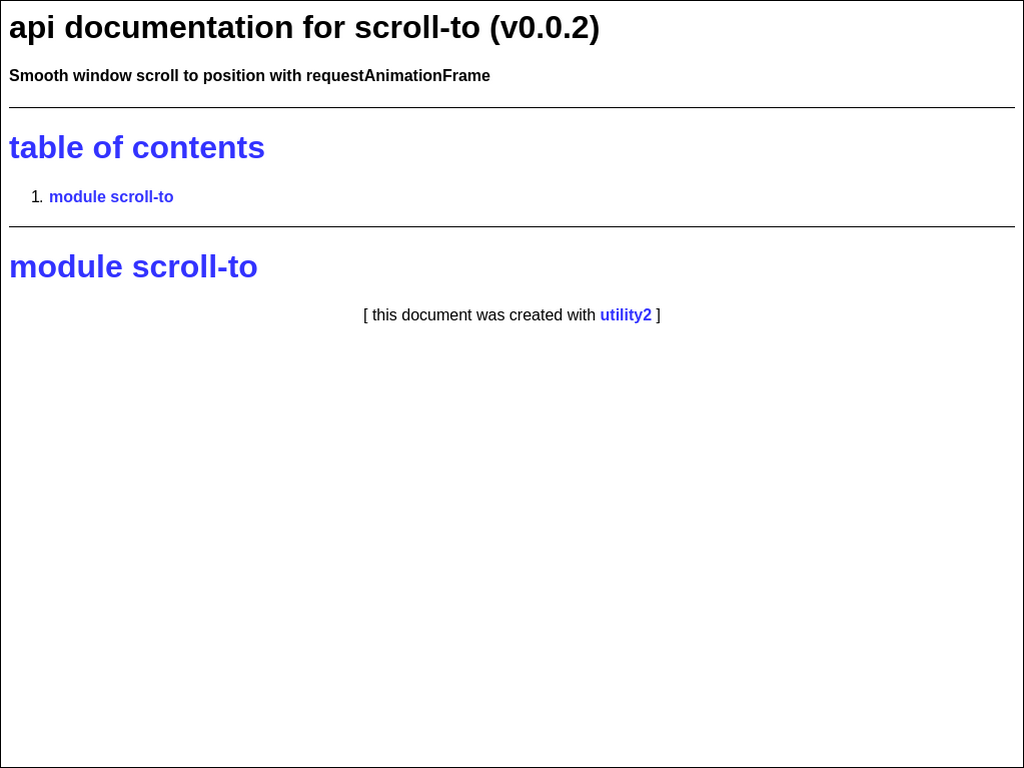 api documentation for scroll-to (v0.0.2)
Smooth window scroll to position with requestAnimationFrame
table of contents
1. module scroll-to
module scroll-to
[ this document was created with utility2 ]